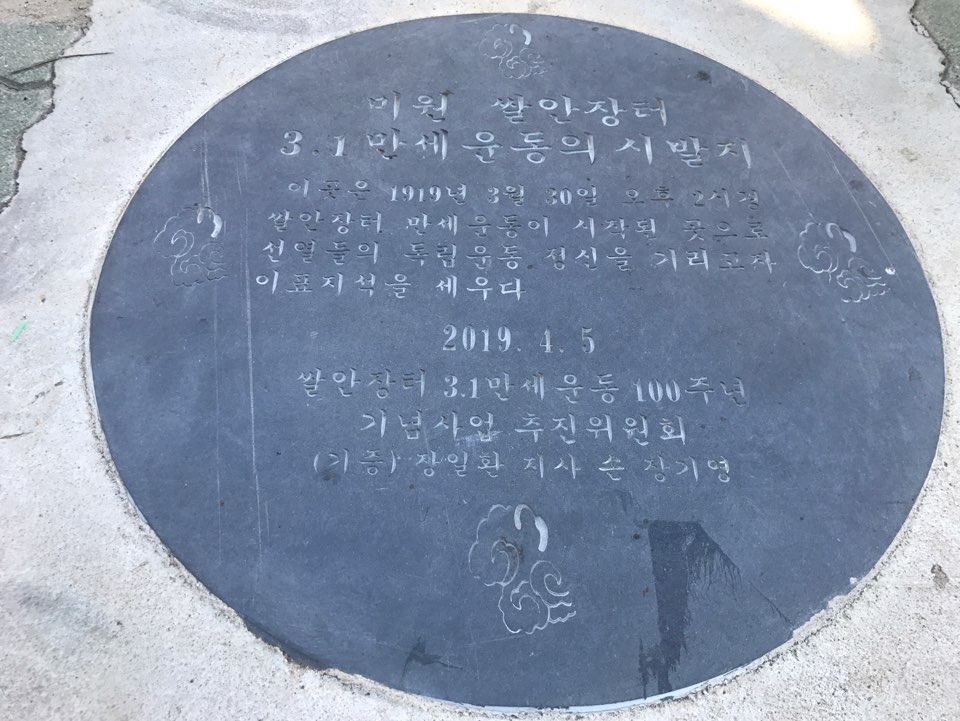 미원 쌀안장터
3.1만세운동의 시발지
이곳은 1919년 3월 30일 오후 2시경
쌀안장터 만세운동이 시작된 곳으로
선열들의 독립운동 정신을 기리고자
이표지석을 세우다
2019. 4. 5
쌀안장터 3.1만세운동 100주년
기념사업 추진위원회
(기증) 장일환 지사 손 장기영